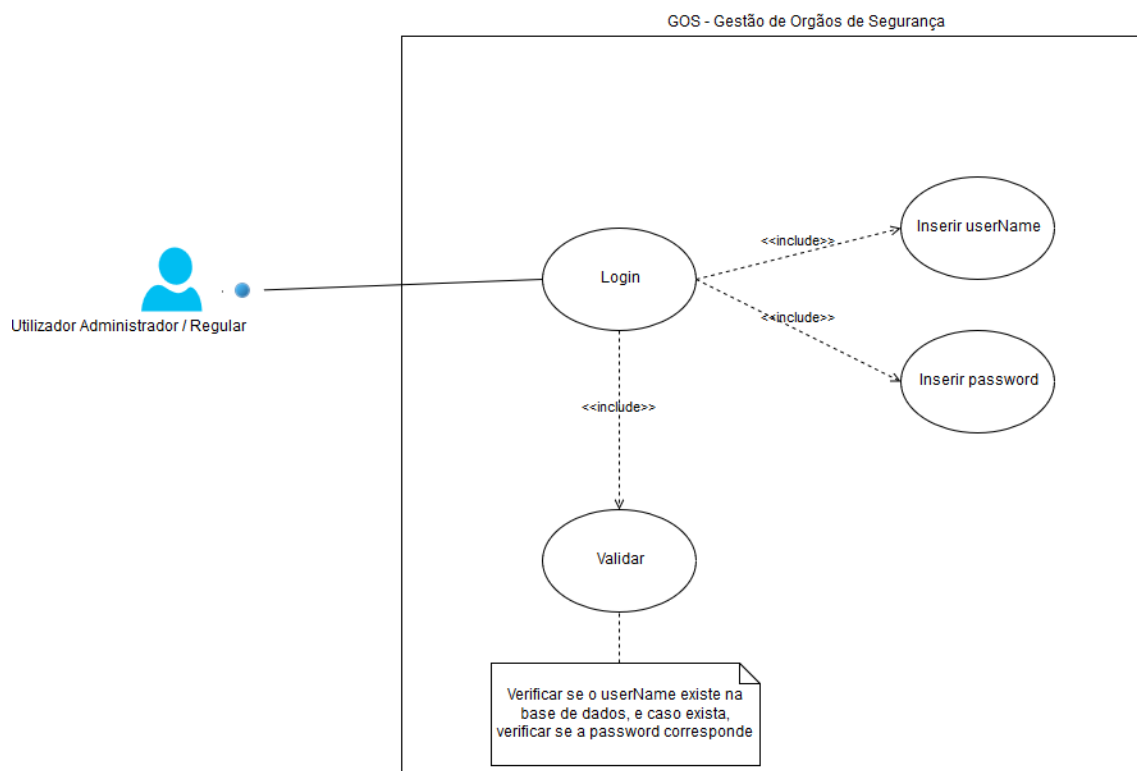 GOS - Gestão de Orgãos de Segurança
Inserir userName
<<include>>
Login
Utilizador Administrador / Regular
<<include>>
Inserir password
<<include>>
Validar
Verificar se o userName existe na
base de dados, e caso exista,
verificar se a password corresponde